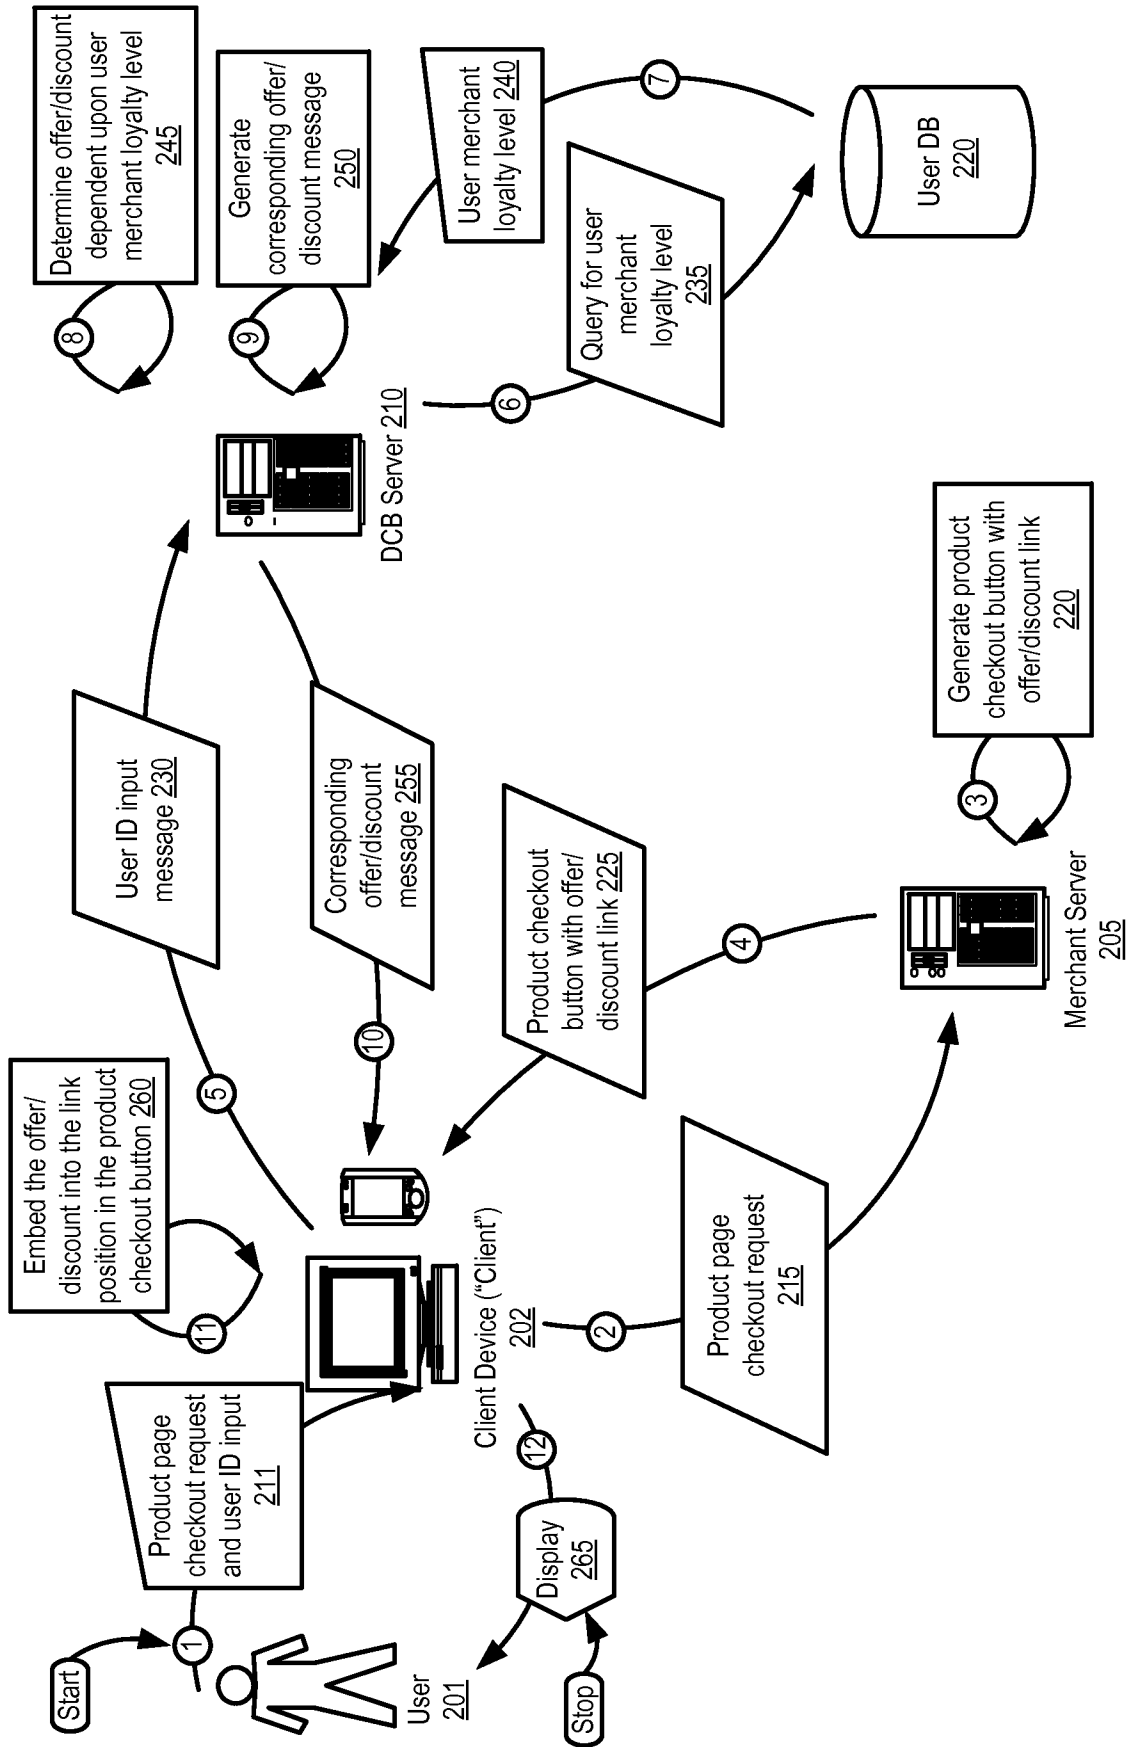 Start
1
Product page
checkout request
and user ID input
211
User
201
Stop
Display
265
12
11
Embed the offer/
discount into the link
position in the product
checkout button 260
Client Device ("Client")
202
2
Product page
checkout request
215
5
10
User ID input
message 230
Corresponding
offer/discount
message 255
Product checkout
button with offer/
discount link 225
4
Merchant Server
205
3
Generate product
checkout button with
offer/discount link
220
DCB Server 210
6
Query for user
merchant
loyalty level
235
User DB
220
7
User merchant
loyalty level 240
8
Determine offer/discount
dependent upon user
merchant loyalty level
245
9
Generate
corresponding offer/
discount message
250